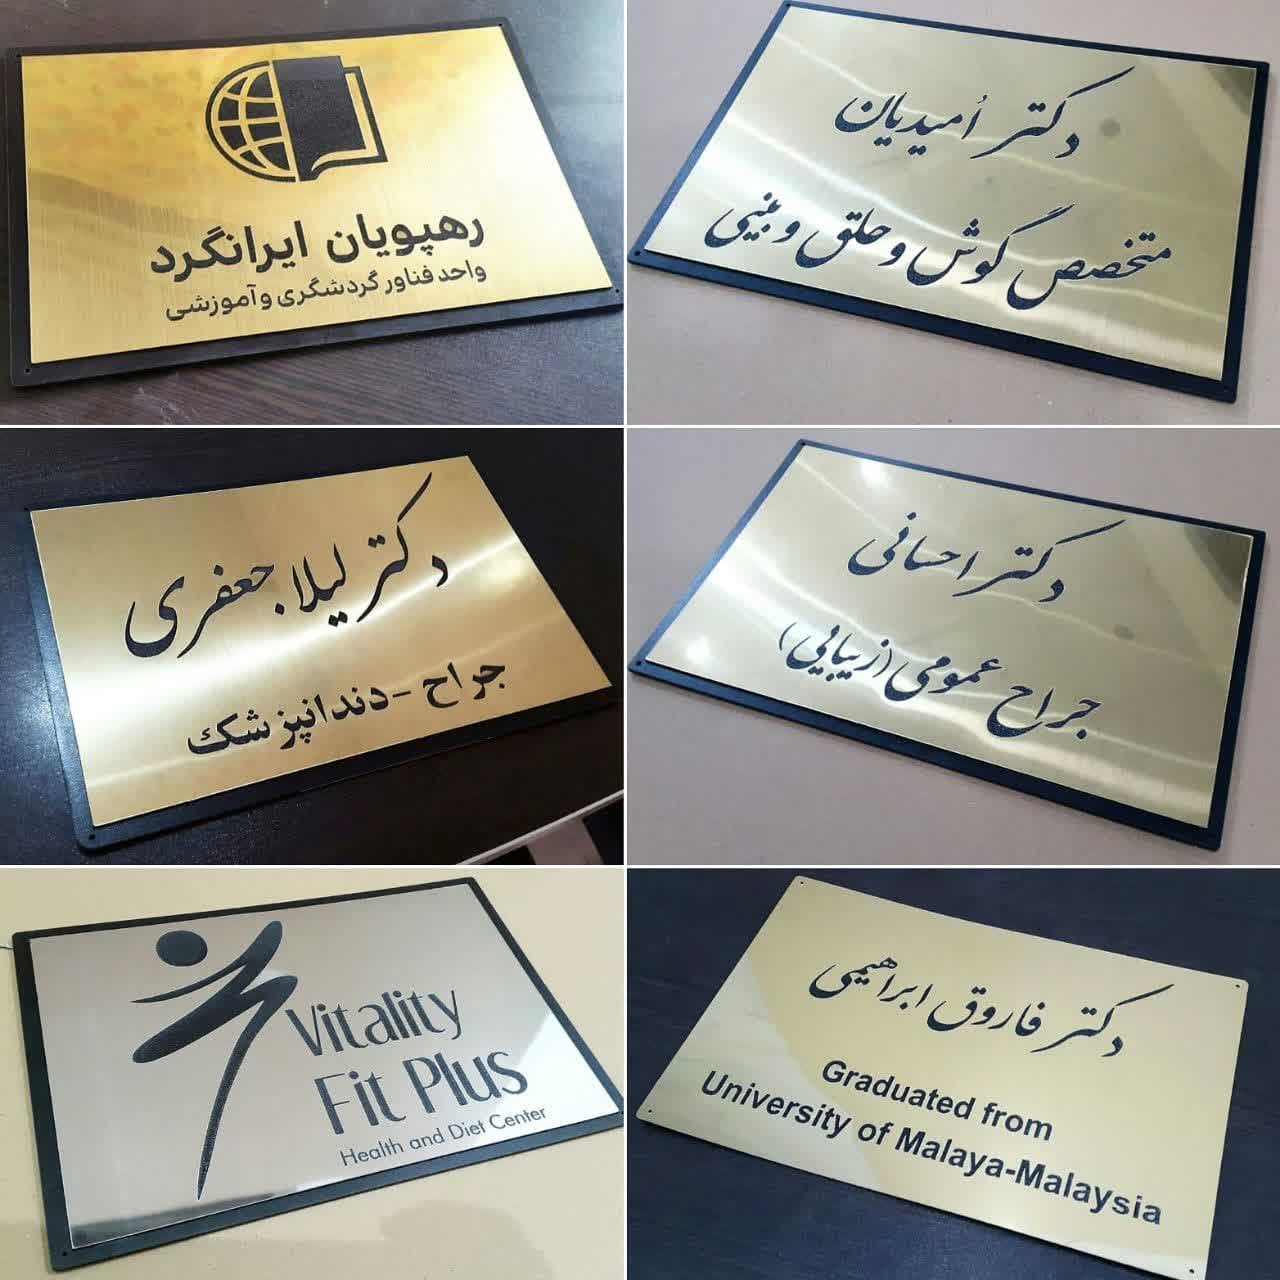 رهپویان ایرانگرد
واحد فناور گردشگری و آموزشی
دکتر اُمیدیان
متخصص گوش و حلق و بینی
دکتر لیلا جعفری
جراح - دندانپزشک
دکتر احسانی
جراح عمومی (زیبایی)
Vitality
Fit Plus
Health and Diet Center
دکتر فاروق ابراهیمی
Graduated from
University of Malaya-Malaysia